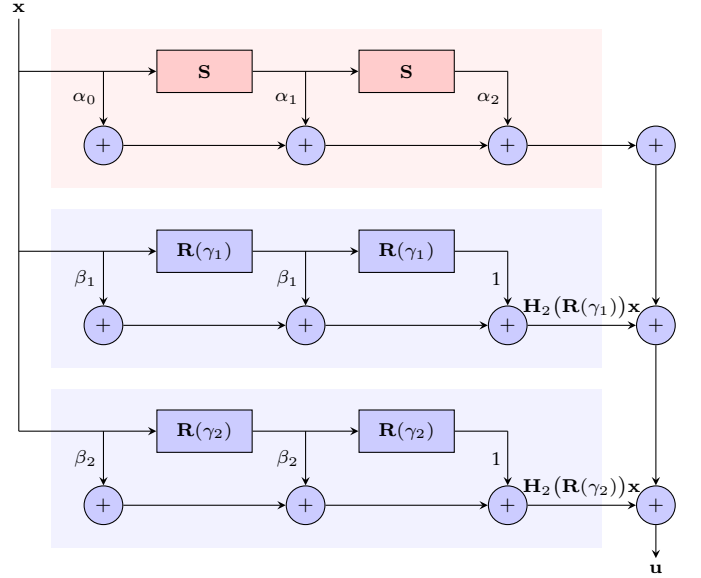 x
S S
α₀ α₁ α₂
+ + + +
R(γ₁) R(γ₁)
β₁ β₁ 1
H₂(R(γ₁))x
+ + + +
R(γ₂) R(γ₂)
β₂ β₂ 1
H₂(R(γ₂))x
+ + + +
u